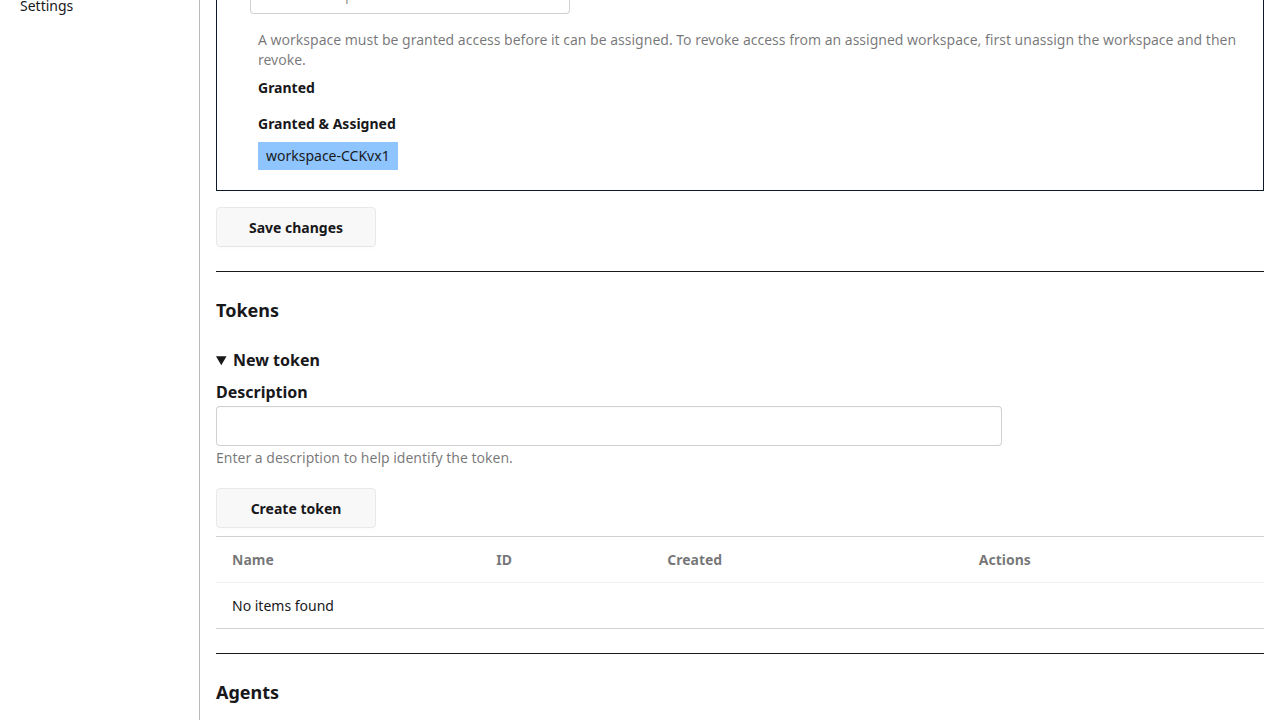 Settings
A workspace must be granted access before it can be assigned. To revoke access from an assigned workspace, first unassign the workspace and then
revoke.
Granted
Granted & Assigned
workspace-CCKvx1
Save changes
Tokens
New token
Description
Enter a description to help identify the token.
Create token
Name ID Created Actions
No items found
Agents